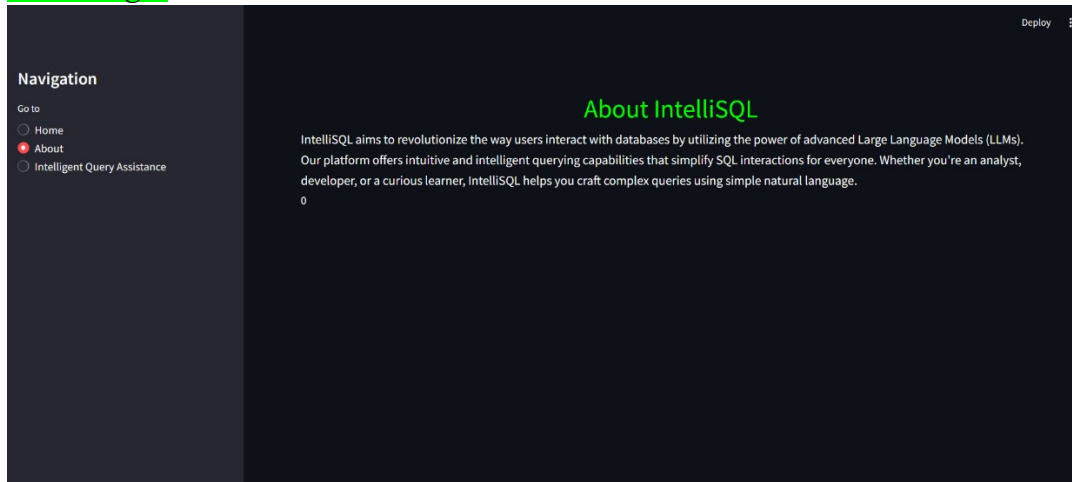 Deploy
Navigation
Go to
Home
About
Intelligent Query Assistance
About IntelliSQL
IntelliSQL aims to revolutionize the way users interact with databases by utilizing the power of advanced Large Language Models (LLMs).
Our platform offers intuitive and intelligent querying capabilities that simplify SQL interactions for everyone. Whether you're an analyst,
developer, or a curious learner, IntelliSQL helps you craft complex queries using simple natural language.
0